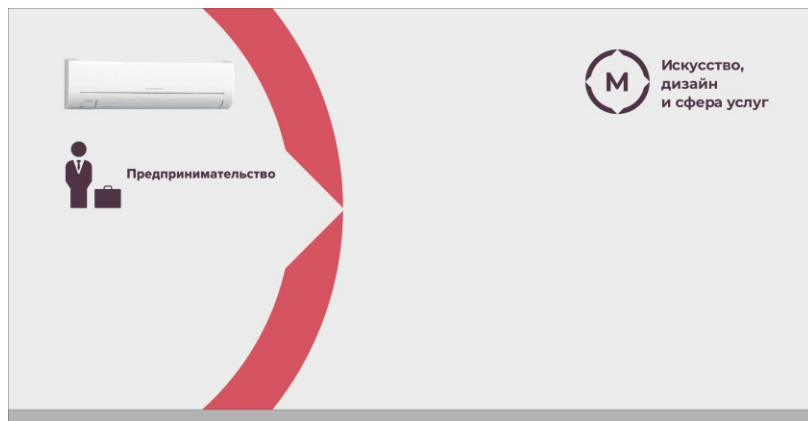 Предпринимательство
М
Искусство,
дизайн
и сфера услуг